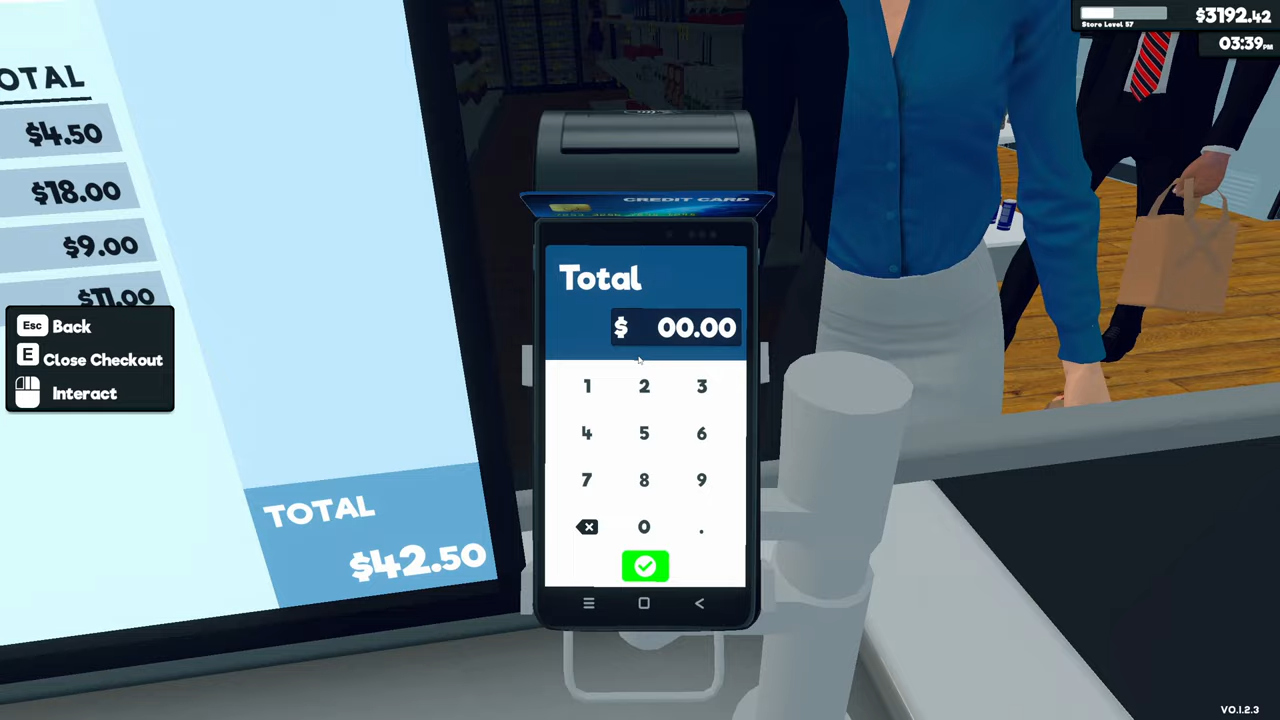 Store Level 57
$3192.42
03:39PM
OTAL
$4.50
$18.00
$9.00
$11.00
Esc Back
E Close Checkout
Interact
TOTAL
$42.50
CREDIT CARD
Total
$ 00.00
1 2 3
4 5 6
7 8 9
0 .
V0.1.2.3